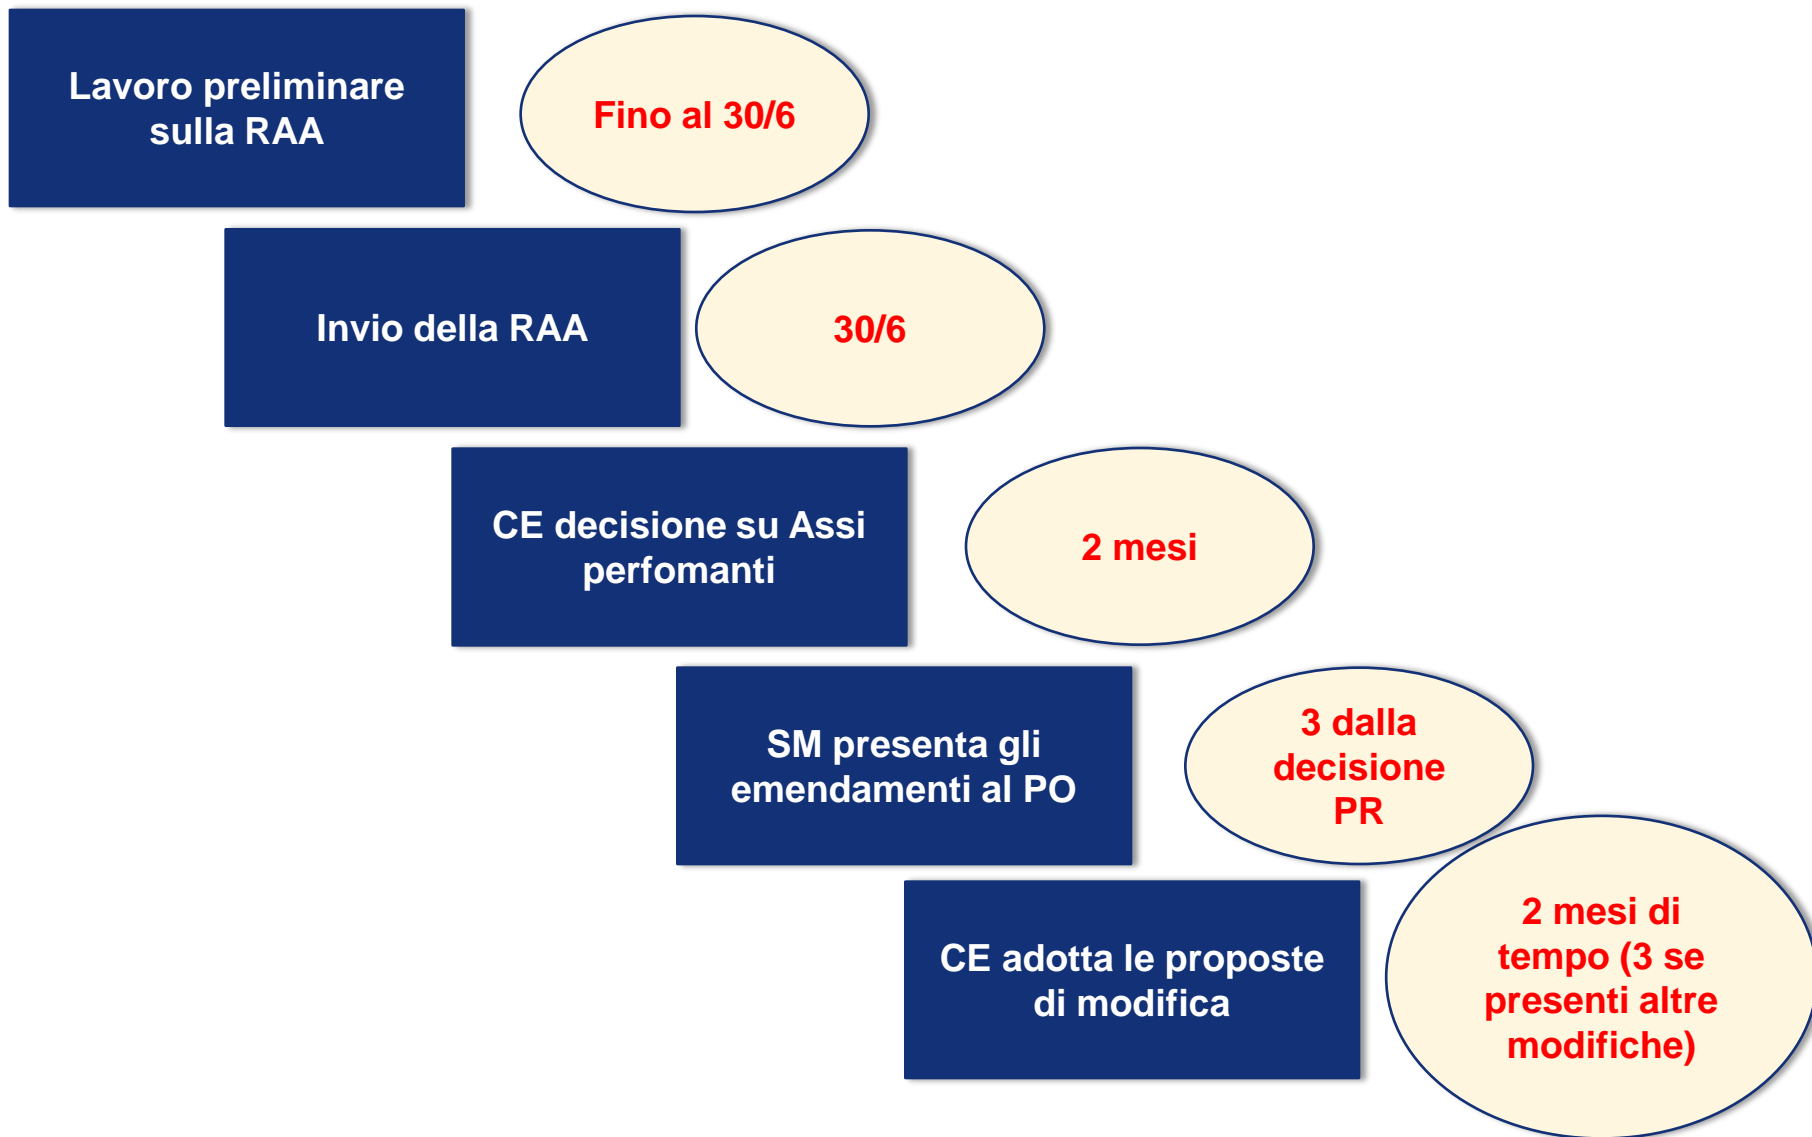 Lavoro preliminare
sulla RAA
Fino al 30/6
Invio della RAA
30/6
CE decisione su Assi
perfomanti
2 mesi
SM presenta gli
emendamenti al PO
3 dalla
decisione
PR
CE adotta le proposte
di modifica
2 mesi di
tempo (3 se
presenti altre
modifiche)